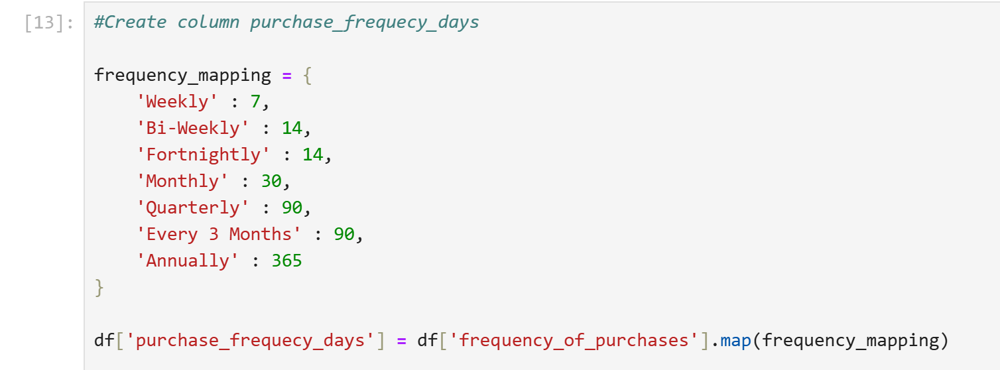 [13]: #Create column purchase_frequecy_days
frequency_mapping = {
    'Weekly' : 7,
    'Bi-Weekly' : 14,
    'Fortnightly' : 14,
    'Monthly' : 30,
    'Quarterly' : 90,
    'Every 3 Months' : 90,
    'Annually' : 365
}
df['purchase_frequecy_days'] = df['frequency_of_purchases'].map(frequency_mapping)